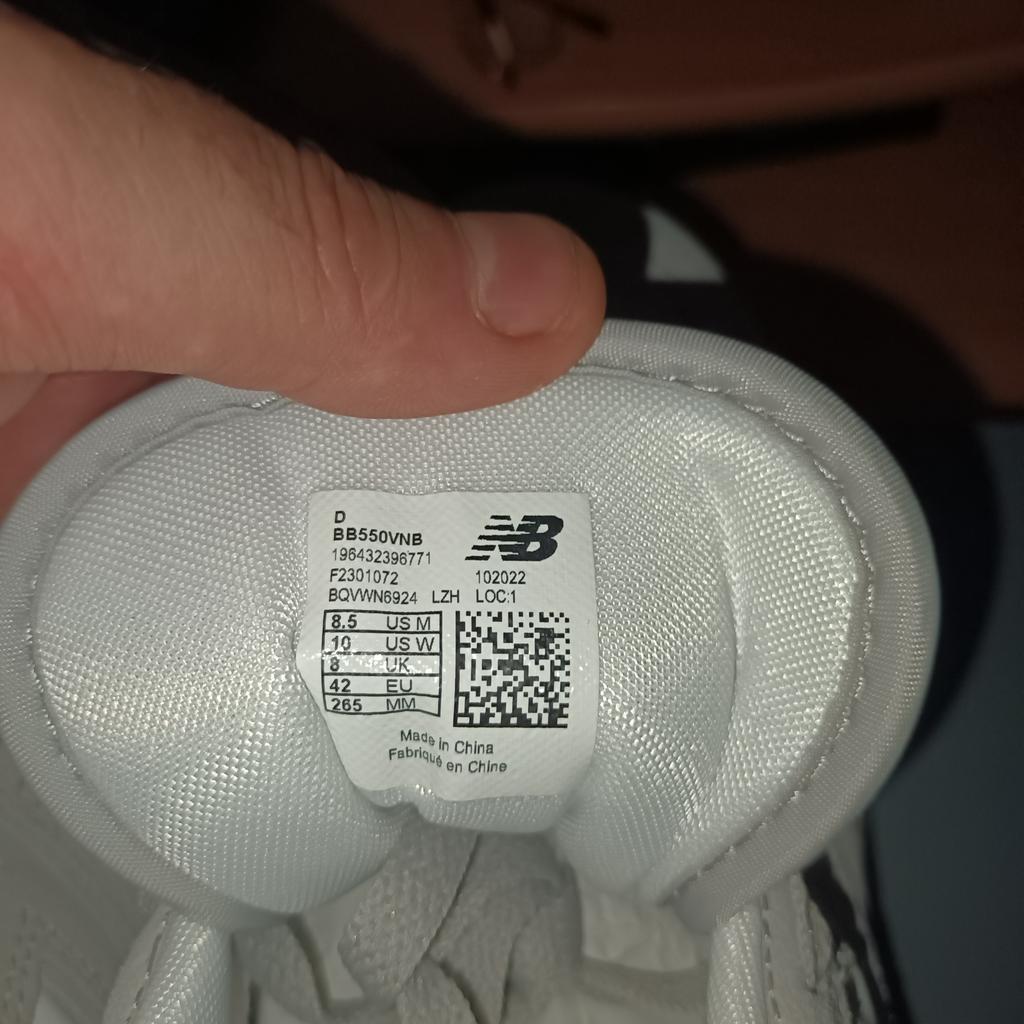 D
BB550VNB
196432396771
F2301072 102022
BQVWN6924 LZH LOC:1
NB
8.5 US M
10 US W
8 UK
42 EU
265 MM
Made in China
Fabriqué en Chine